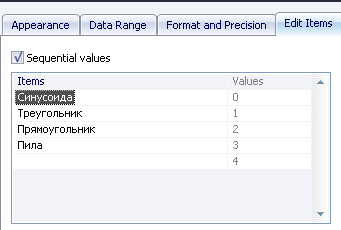 Appearance Data Range Format and Precision Edit Items
Sequential values
Items Values
Синусоида 0
Треугольник 1
Прямоугольник 2
Пила 3
4